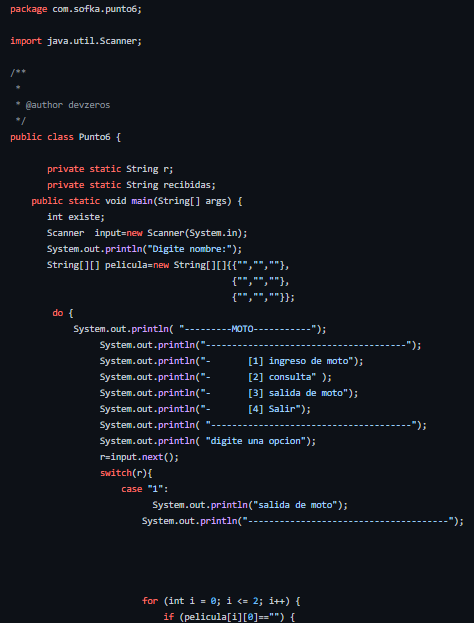 package com.sofka.punto6;
import java.util.Scanner;
/**
*
* @author devzeros
*/
public class Punto6 {
private static String r;
private static String recibidas;
public static void main(String[] args) {
int existe;
Scanner  input=new Scanner(System.in);
System.out.println("Digite nombre:");
String[][] pelicula=new String[][]{{"","",""},
{"","",""},
{"","",""}};
do {
System.out.println( "---------MOTO-----------");
System.out.println("--------------------------------------");
System.out.println("-       [1] ingreso de moto");
System.out.println("-       [2] consulta" );
System.out.println("-       [3] salida de moto");
System.out.println("-       [4] Salir");
System.out.println( "--------------------------------------");
System.out.println( "digite una opcion");
r=input.next();
switch(r){
case "1":
System.out.println("salida de moto");
System.out.println("--------------------------------------");
for (int i = 0; i <= 2; i++) {
if (pelicula[i][0]=="") {